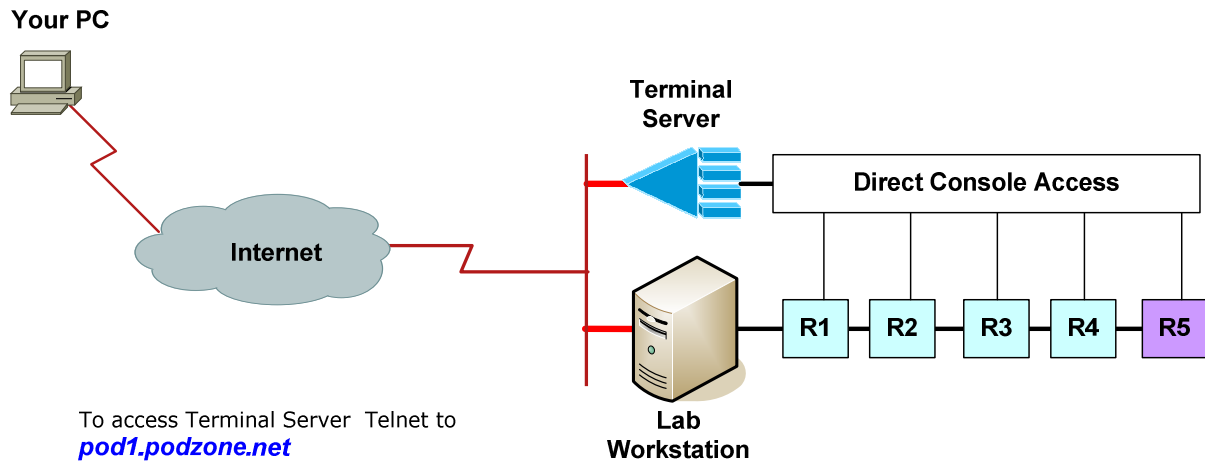 Your PC
Terminal
Server
Direct Console Access
Internet
R1
R2
R3
R4
R5
Lab
Workstation
To access Terminal Server Telnet to
pod1.podzone.net